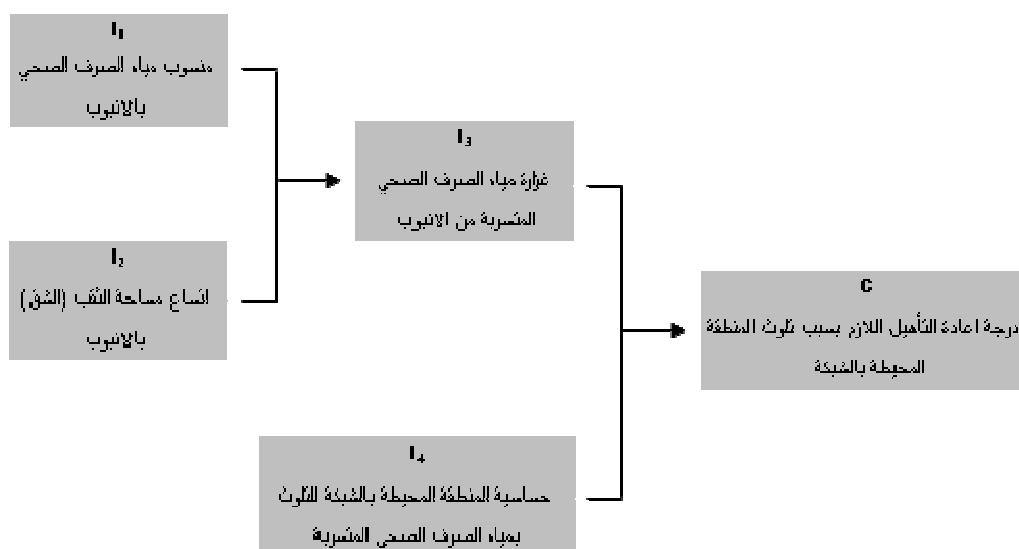 I₁
منسوب مياه الصرف الصحي
بالانبوب
I₃
غزارة مياه الصرف الصحي
المتسربة من الانبوب
I₂
اتساع مساحة الثقب (الشق)
بالانبوب
C
درجة اعادة التأهيل اللازم بسبب تلوث المنطقة
المحيطة بالشبكة
I₄
حساسية المنطقة المحيطة بالشبكة للتلوث
بمياه الصرف الصحي المتسربة